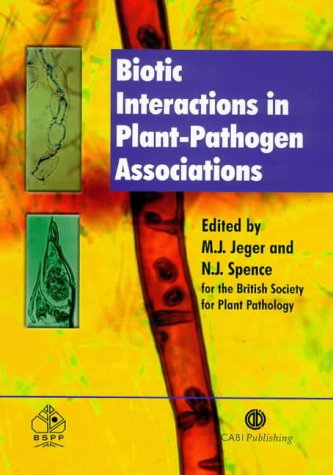 Biotic
Interactions in
Plant-Pathogen
Associations
Edited by
M.J. Jeger and
N.J. Spence
for the British Society
for Plant Pathology
BSPP
CABI Publishing